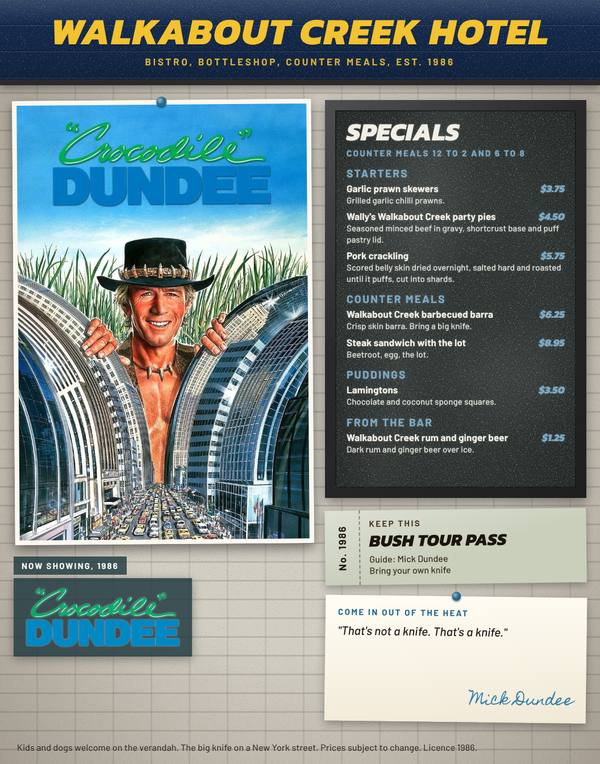 WALKABOUT CREEK HOTEL
BISTRO, BOTTLESHOP, COUNTER MEALS, EST. 1986
"Crocodile"
DUNDEE
SPECIALS
COUNTER MEALS 12 TO 2 AND 6 TO 8
STARTERS
Garlic prawn skewers $3.75
Grilled garlic chilli prawns.
Wally's Walkabout Creek party pies $4.50
Seasoned minced beef in gravy, shortcrust base and puff
pastry lid.
Pork crackling $5.75
Scored belly skin dried overnight, salted hard and roasted
until it puffs, cut into shards.
COUNTER MEALS
Walkabout Creek barbecued barra $6.25
Crisp skin barra. Bring a big knife.
Steak sandwich with the lot $8.95
Beetroot, egg, the lot.
PUDDINGS
Lamingtons $3.50
Chocolate and coconut sponge squares.
FROM THE BAR
Walkabout Creek rum and ginger beer $1.25
Dark rum and ginger beer over ice.
No. 1986
KEEP THIS
BUSH TOUR PASS
Guide: Mick Dundee
Bring your own knife
NOW SHOWING, 1986
"Crocodile"
DUNDEE
COME IN OUT OF THE HEAT
"That's not a knife. That's a knife."
Mick Dundee
Kids and dogs welcome on the verandah. The big knife on a New York street. Prices subject to change. Licence 1986.